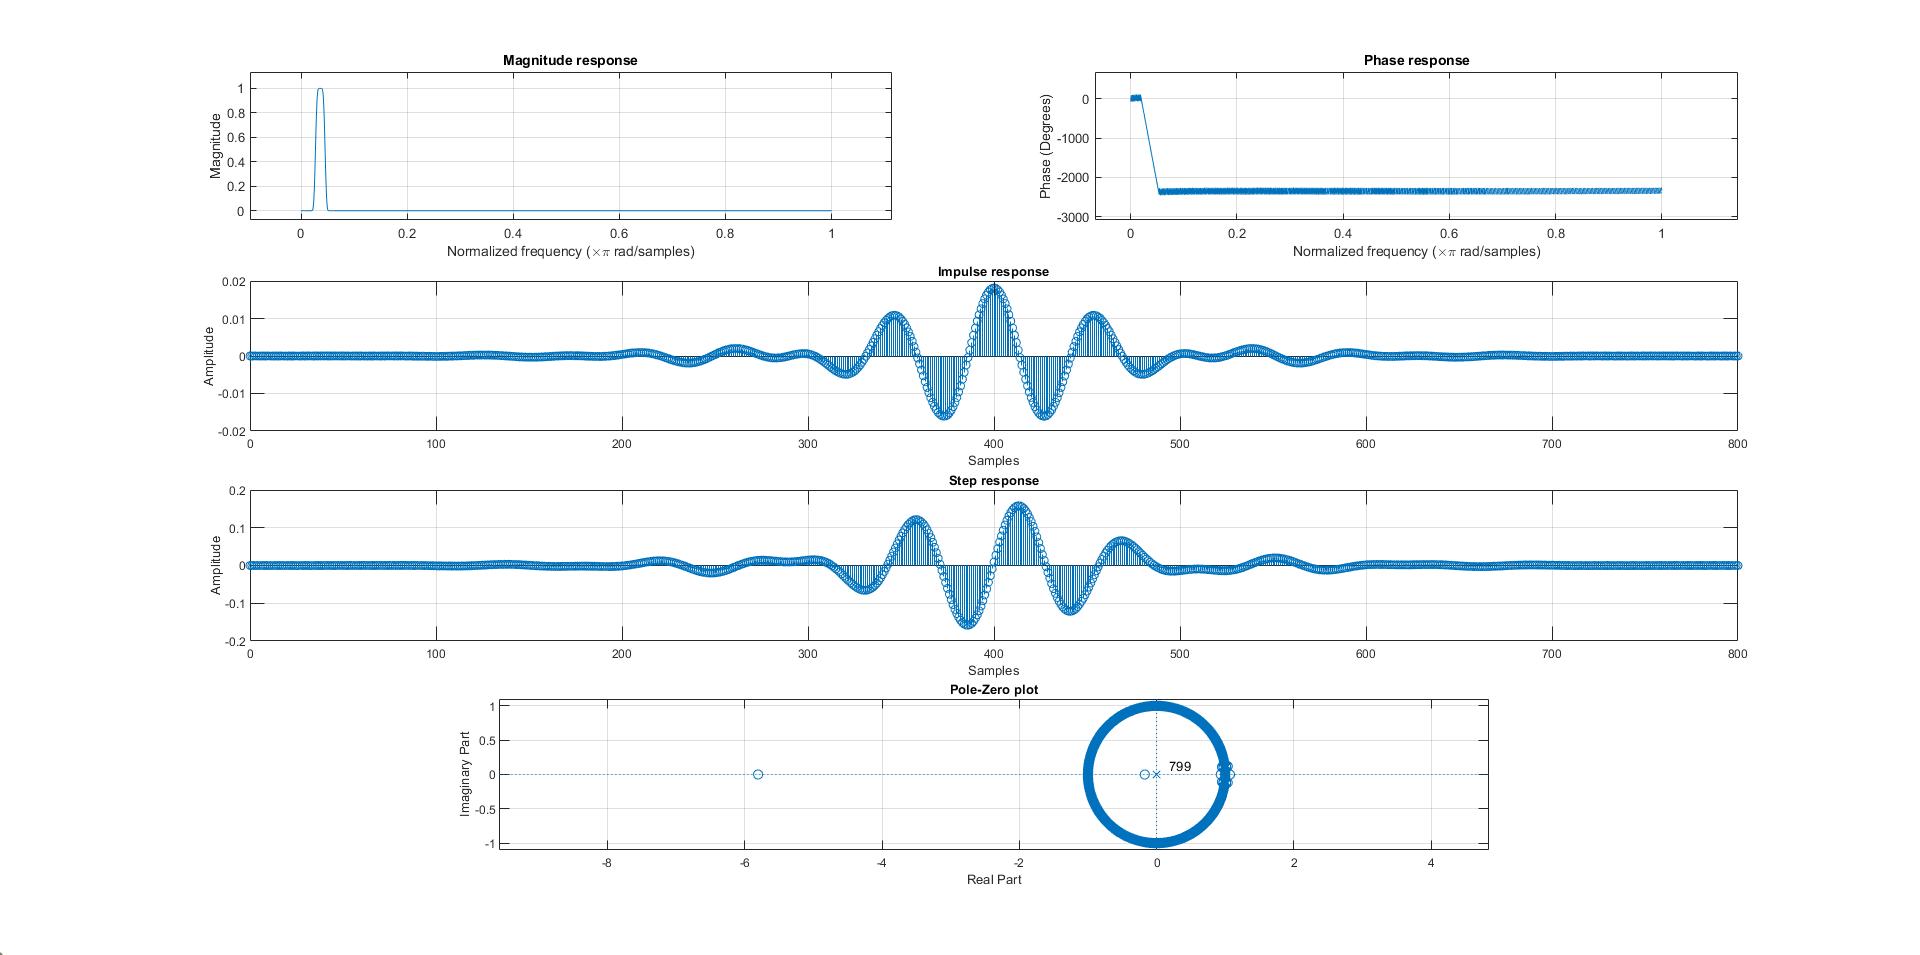 Magnitude response
Magnitude
1
0.8
0.6
0.4
0.2
0
0 0.2 0.4 0.6 0.8 1
Normalized frequency (×π rad/samples)
Phase response
Phase (Degrees)
0
-1000
-2000
-3000
0 0.2 0.4 0.6 0.8 1
Normalized frequency (×π rad/samples)
Impulse response
Amplitude
0.02
0.01
0
-0.01
-0.02
0 100 200 300 400 500 600 700 800
Samples
Step response
Amplitude
0.2
0.1
0
-0.1
-0.2
0 100 200 300 400 500 600 700 800
Samples
Pole-Zero plot
Imaginary Part
1
0.5
0
-0.5
-1
799
-8 -6 -4 -2 0 2 4
Real Part